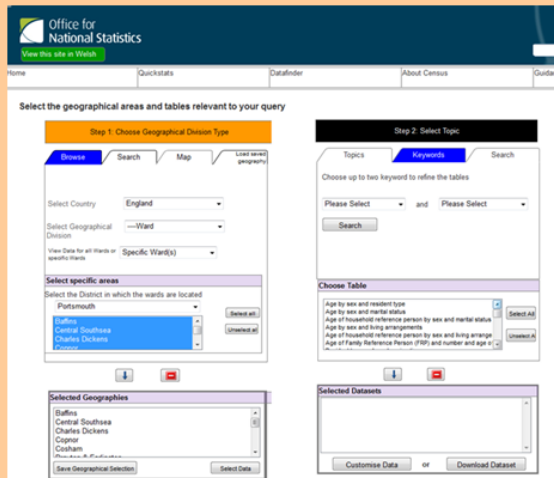 Office for
National Statistics
View this site in Welsh
Home Quickstats Datafinder About Census
Select the geographical areas and tables relevant to your query
Step 1: Choose Geographical Division Type
Browse Search Map Load saved
geography
Select Country England
Select Geographical
Division
----Ward
View Data for all Wards or
specific Wards
Specific Ward(s)
Select specific areas
Select the District in which the wards are located
Portsmouth
Select all
Unselect all
Baffins
Central Southsea
Charles Dickens
Copnor
Selected Geographies
Baffins
Central Southsea
Charles Dickens
Copnor
Cosham
Save Geographical Selection Select Data
Step 2: Select Topic
Topics Keywords Search
Choose up to two keyword to refine the tables
Please Select and Please Select
Search
Choose Table
Age by sex and resident type
Age by sex and marital status
Age of household reference person by sex and marital status
Age by sex and living arrangements
Age of household reference person by sex and living arrange
Age of Family Reference Person (FRP) and number and age o
Select All
Unselect A
Selected Datasets
Customise Data or Download Dataset